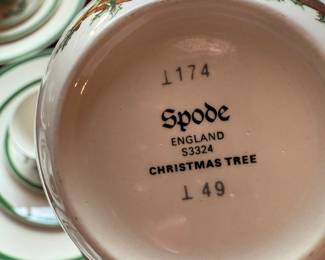 ⊥174
Spode
ENGLAND
S3324
CHRISTMAS TREE
⊥ 49